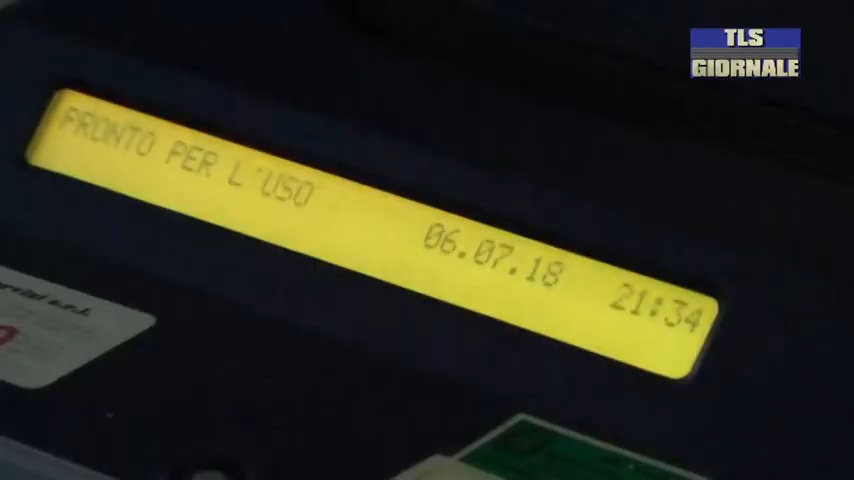 TLS
GIORNALE
PRONTO PER L'USO
06.07.18 21:34
s.r.l.